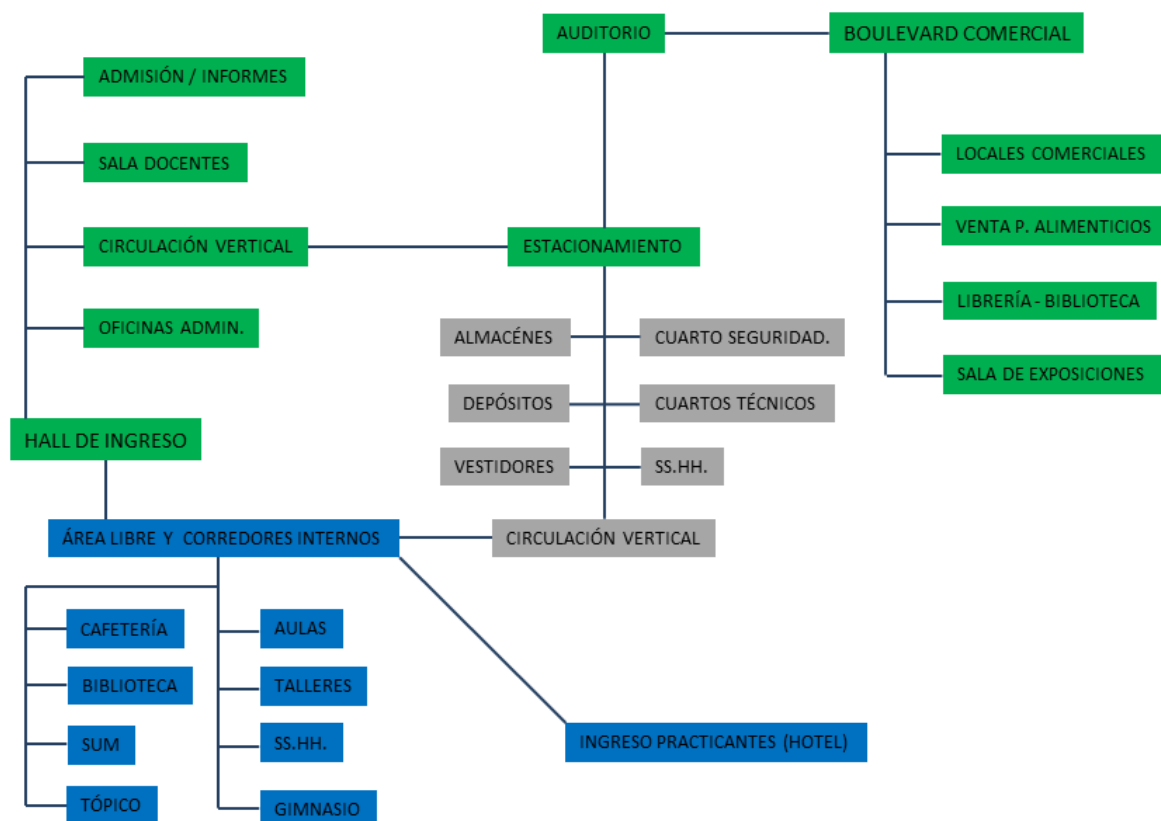 AUDITORIO
BOULEVARD COMERCIAL
ADMISIÓN / INFORMES
SALA DOCENTES
LOCALES COMERCIALES
VENTA P. ALIMENTICIOS
CIRCULACIÓN VERTICAL
ESTACIONAMIENTO
LIBRERÍA - BIBLIOTECA
OFICINAS ADMIN.
ALMACÉNES
CUARTO SEGURIDAD.
SALA DE EXPOSICIONES
DEPÓSITOS
CUARTOS TÉCNICOS
HALL DE INGRESO
VESTIDORES
SS.HH.
ÁREA LIBRE Y CORREDORES INTERNOS
CIRCULACIÓN VERTICAL
CAFETERÍA
AULAS
BIBLIOTECA
TALLERES
SUM
SS.HH.
INGRESO PRACTICANTES (HOTEL)
TÓPICO
GIMNASIO